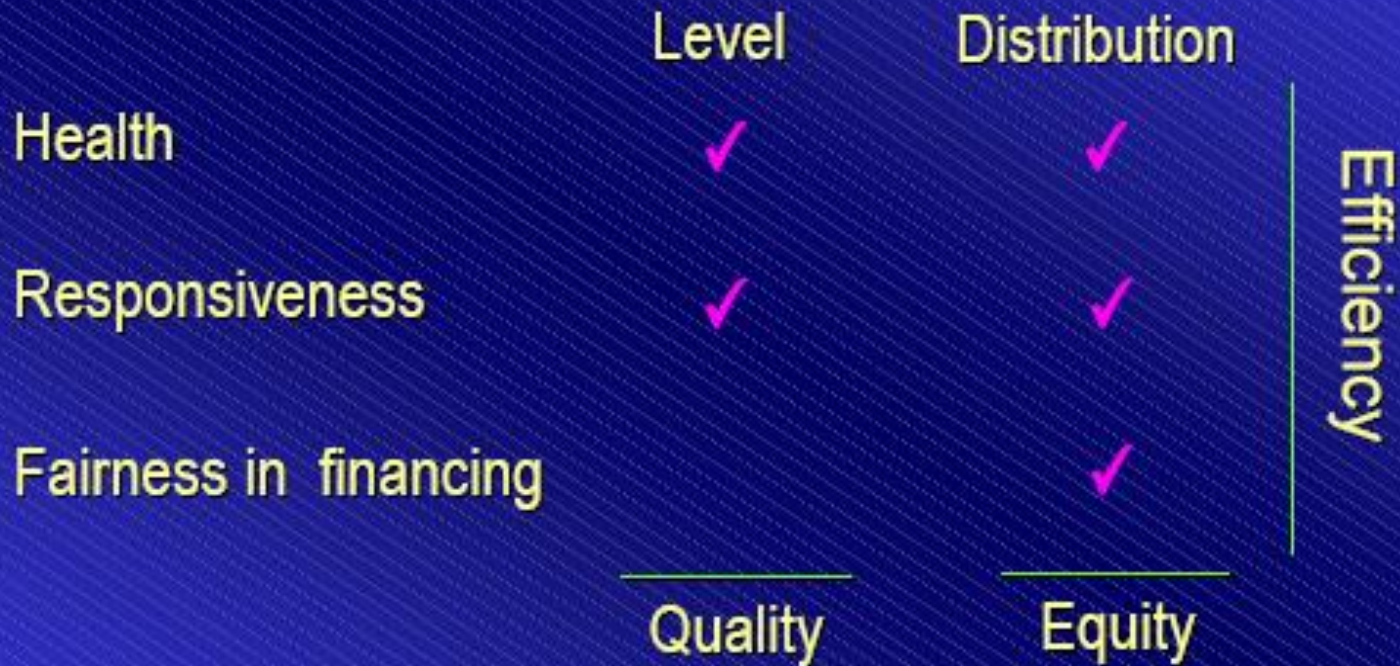 Level Distribution
Health ✓ ✓
Responsiveness ✓ ✓
Fairness in financing ✓
Efficiency
Quality Equity